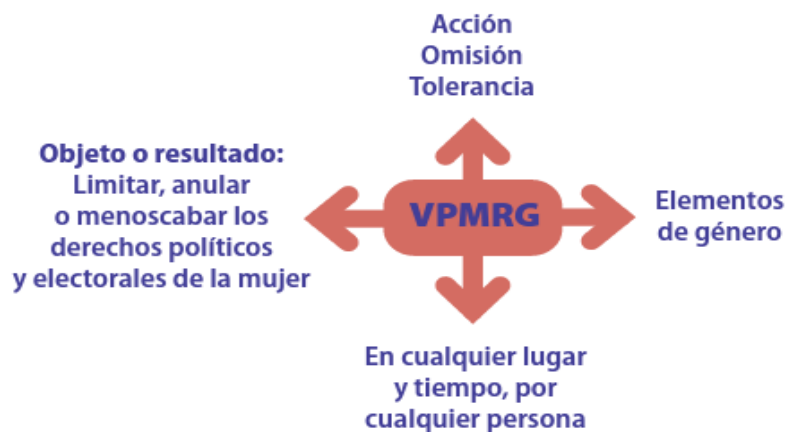 Acción
Omisión
Tolerancia
Objeto o resultado:
Limitar, anular
o menoscabar los
derechos políticos
y electorales de la mujer
VPMRG
Elementos
de género
En cualquier lugar
y tiempo, por
cualquier persona